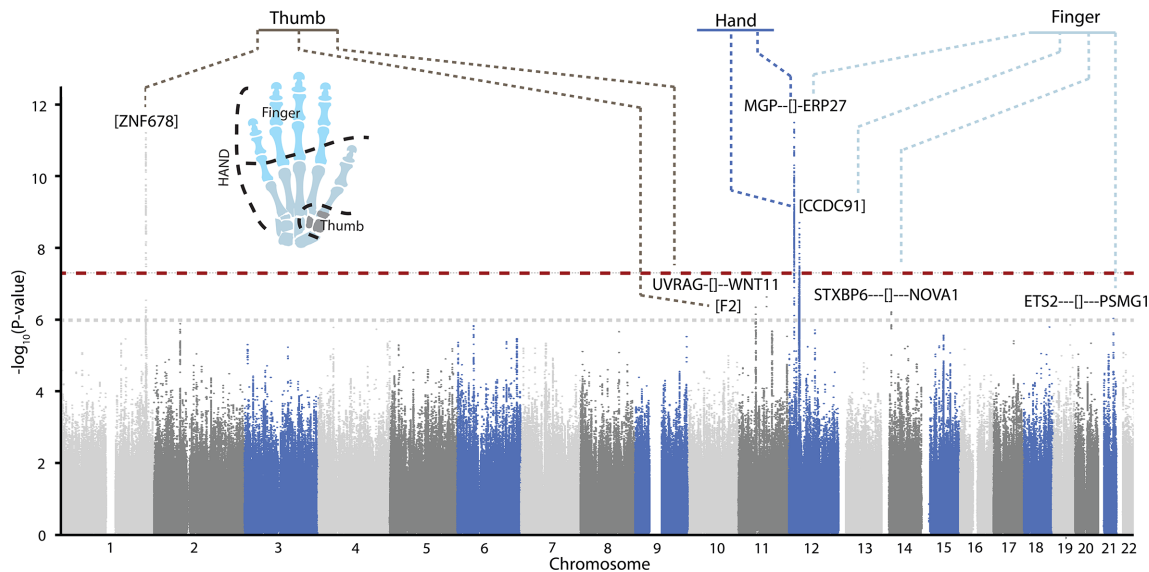 Thumb
Hand
Finger
12
10
8
6
4
2
0
-log10(P-value)
[ZNF678]
Finger
HAND
Thumb
MGP--[]-ERP27
[CCDC91]
UVRAG-[]--WNT11
[F2]
STXBP6---[]---NOVA1
ETS2---[]---PSMG1
1 2 3 4 5 6 7 8 9 10 11 12 13 14 15 16 17 18 19 20 21 22
Chromosome